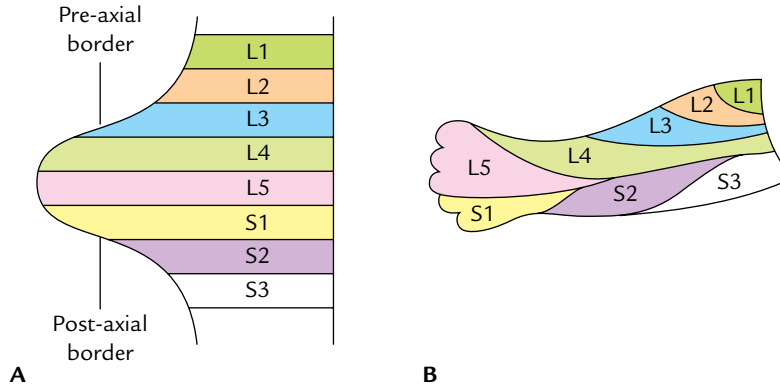 Pre-axial
border
L1
L2
L3
L4
L5
S1
S2
S3
Post-axial
border
A
L1
L2
L3
L4
L5
S2
S3
S1
B